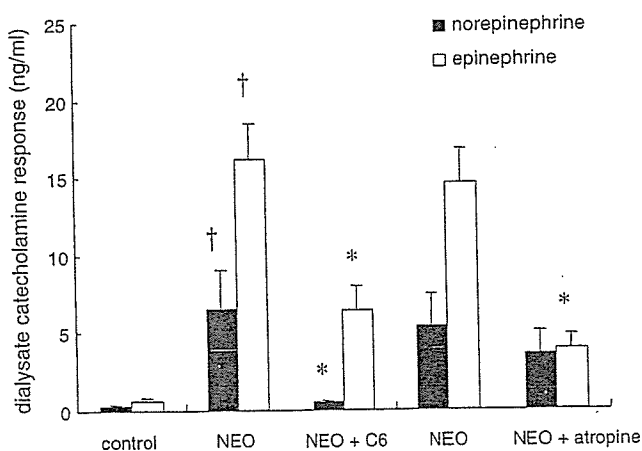 norepinephrine
epinephrine
dialysate catecholamine response (ng/ml)
25
20
15
10
5
0
†
†
*
*
*
control NEO NEO + C6 NEO NEO + atropine